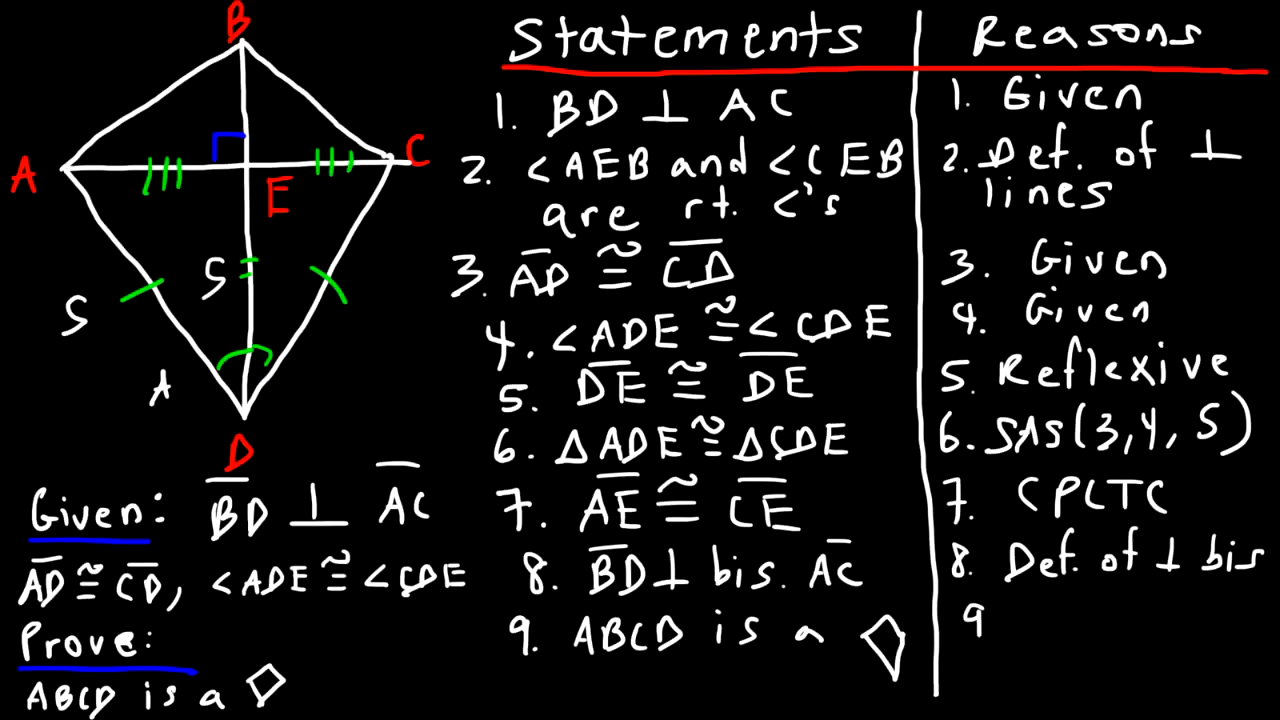 B
A
C
E
S
S
A
D
Given: BD ⊥ AC
AD ≅ CD, <ADE ≅ <CDE
Prove:
ABCD is a ◇
Statements
1. BD ⊥ AC
2. <AEB and <CEB
are rt. <'s
3. AD ≅ CD
4. <ADE ≅ <CDE
5. DE ≅ DE
6. △ADE ≅ △CDE
7. AE ≅ CE
8. BD ⊥ bis. AC
9. ABCD is a ◇
Reasons
1. Given
2. Def. of ⊥
lines
3. Given
4. Given
5. Reflexive
6. SAS(3,4,5)
7. CPCTC
8. Def. of ⊥ bis
9